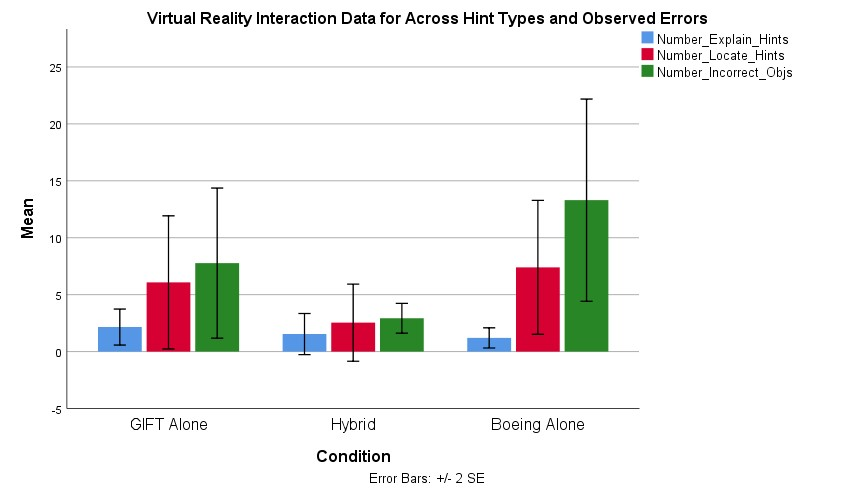 Virtual Reality Interaction Data for Across Hint Types and Observed Errors
Number_Explain_Hints
Number_Locate_Hints
Number_Incorrect_Objs
25
20
15
10
5
0
-5
Mean
GIFT Alone
Hybrid
Boeing Alone
Condition
Error Bars: +/- 2 SE